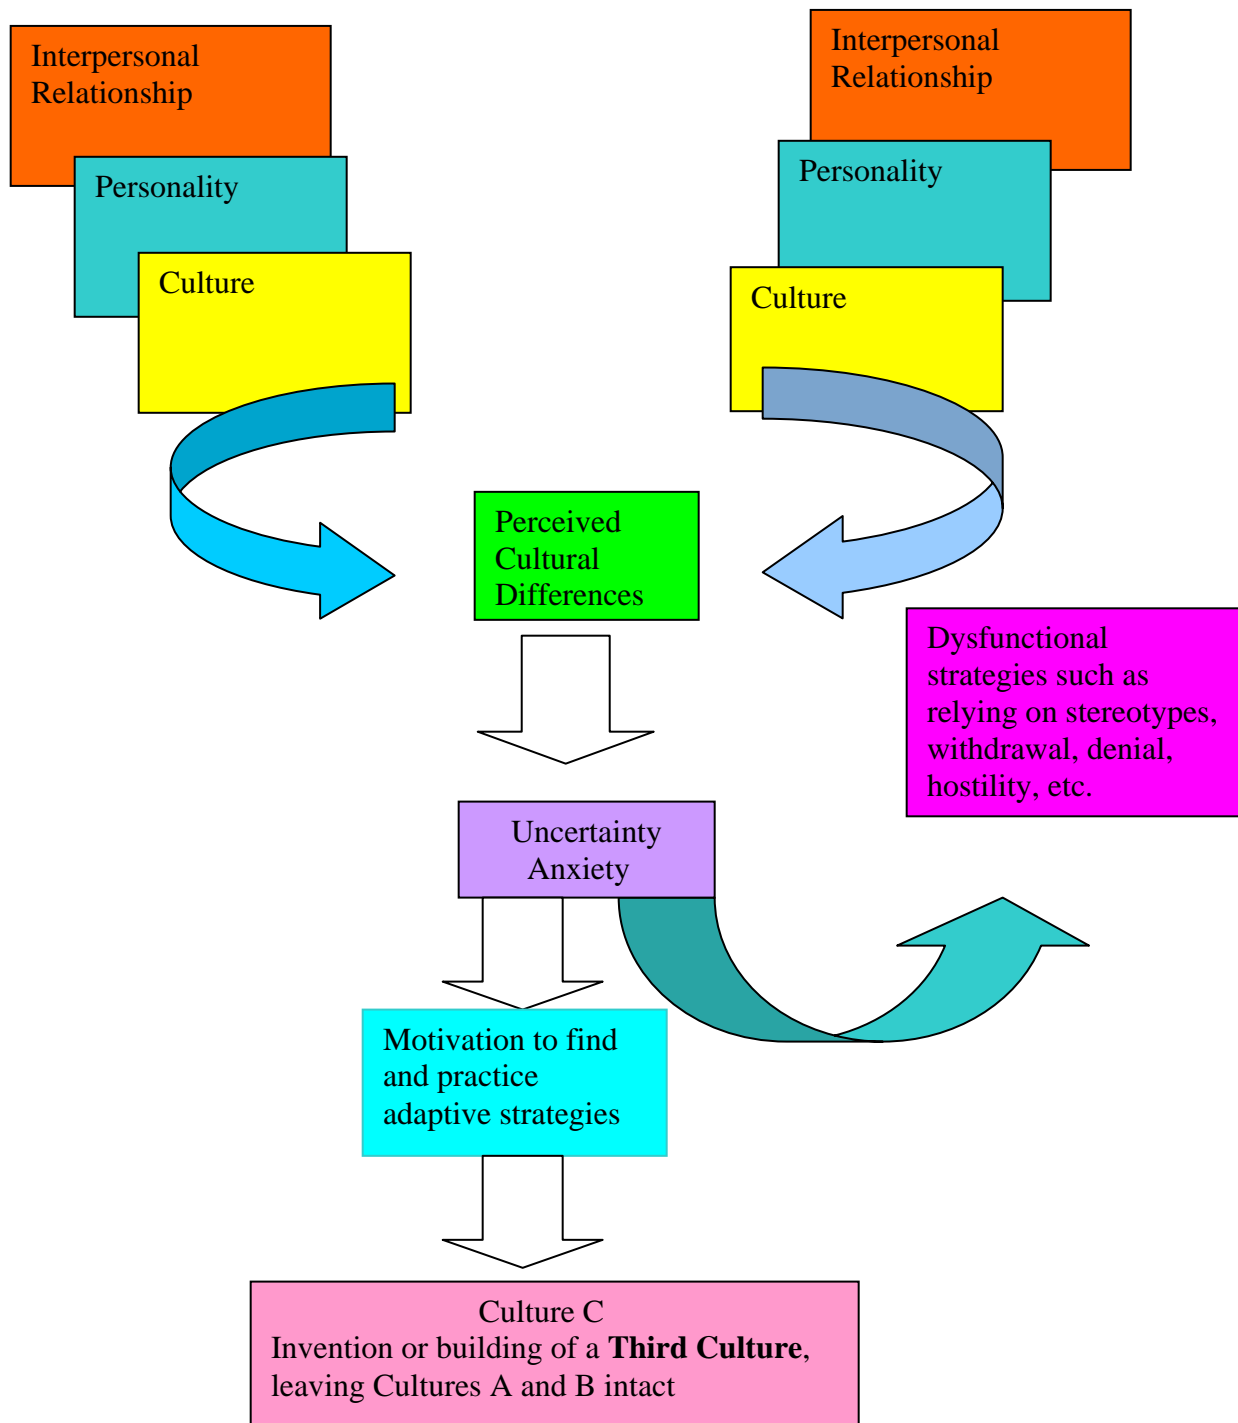 Interpersonal
Relationship
Personality
Culture
Interpersonal
Relationship
Personality
Culture
Perceived
Cultural
Differences
Dysfunctional
strategies such as
relying on stereotypes,
withdrawal, denial,
hostility, etc.
Uncertainty
Anxiety
Motivation to find
and practice
adaptive strategies
Culture C
Invention or building of a Third Culture,
leaving Cultures A and B intact